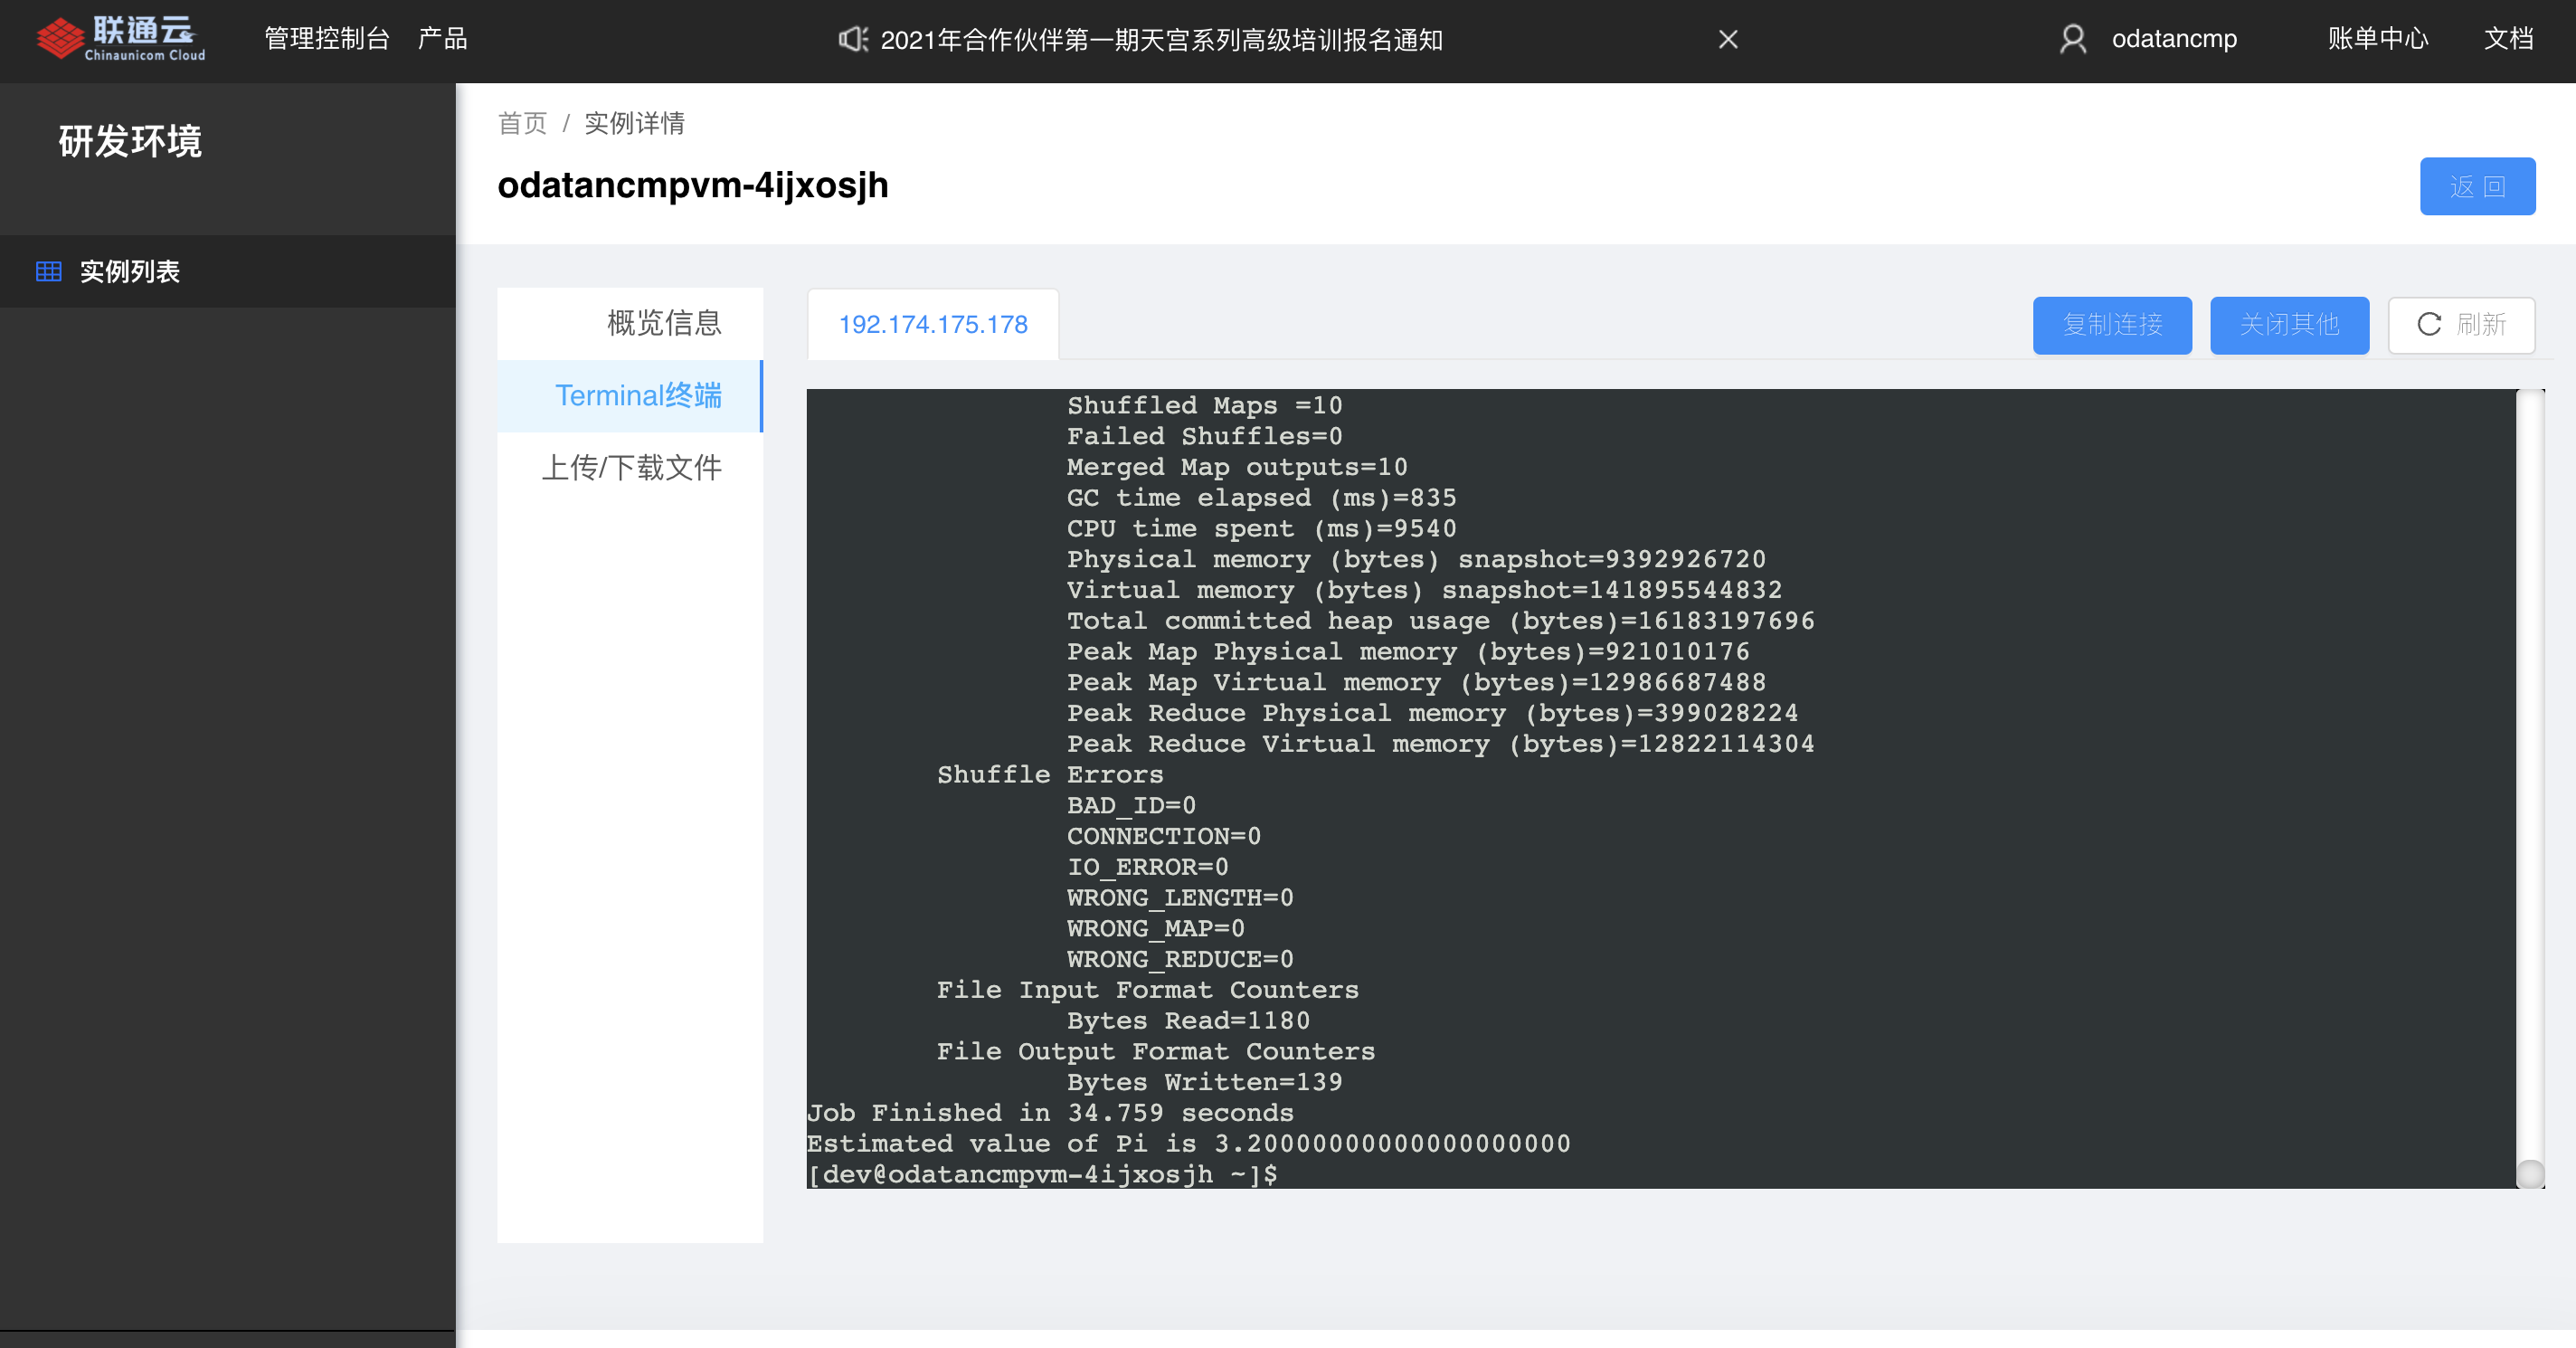 联通云
Chinaunicom Cloud
管理控制台 产品
2021年合作伙伴第一期天宫系列高级培训报名通知
odatancmp 账单中心 文档
研发环境
实例列表
首页 / 实例详情
odatancmpvm-4ijxosjh
返 回
概览信息
Terminal终端
上传/下载文件
192.174.175.178
复制连接 关闭其他 刷新
Shuffled Maps =10
Failed Shuffles=0
Merged Map outputs=10
GC time elapsed (ms)=835
CPU time spent (ms)=9540
Physical memory (bytes) snapshot=9392926720
Virtual memory (bytes) snapshot=141895544832
Total committed heap usage (bytes)=16183197696
Peak Map Physical memory (bytes)=921010176
Peak Map Virtual memory (bytes)=12986687488
Peak Reduce Physical memory (bytes)=399028224
Peak Reduce Virtual memory (bytes)=12822114304
Shuffle Errors
BAD_ID=0
CONNECTION=0
IO_ERROR=0
WRONG_LENGTH=0
WRONG_MAP=0
WRONG_REDUCE=0
File Input Format Counters
Bytes Read=1180
File Output Format Counters
Bytes Written=139
Job Finished in 34.759 seconds
Estimated value of Pi is 3.20000000000000000000
[dev@odatancmpvm-4ijxosjh ~]$